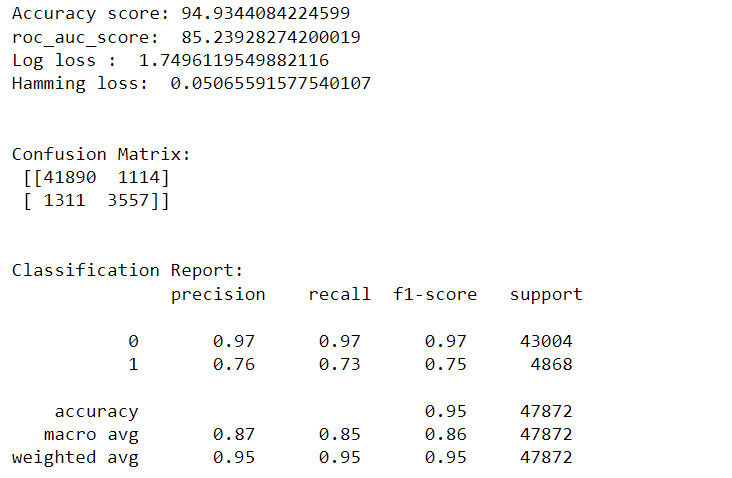 Accuracy score: 94.9344084224599
roc_auc_score:  85.23928274200019
Log loss :  1.7496119549882116
Hamming loss:  0.05065591577540107
Confusion Matrix:
[[41890  1114]
[ 1311  3557]]
Classification Report:
precision    recall  f1-score   support
0       0.97      0.97      0.97     43004
1       0.76      0.73      0.75      4868
accuracy                           0.95     47872
macro avg       0.87      0.85      0.86     47872
weighted avg       0.95      0.95      0.95     47872